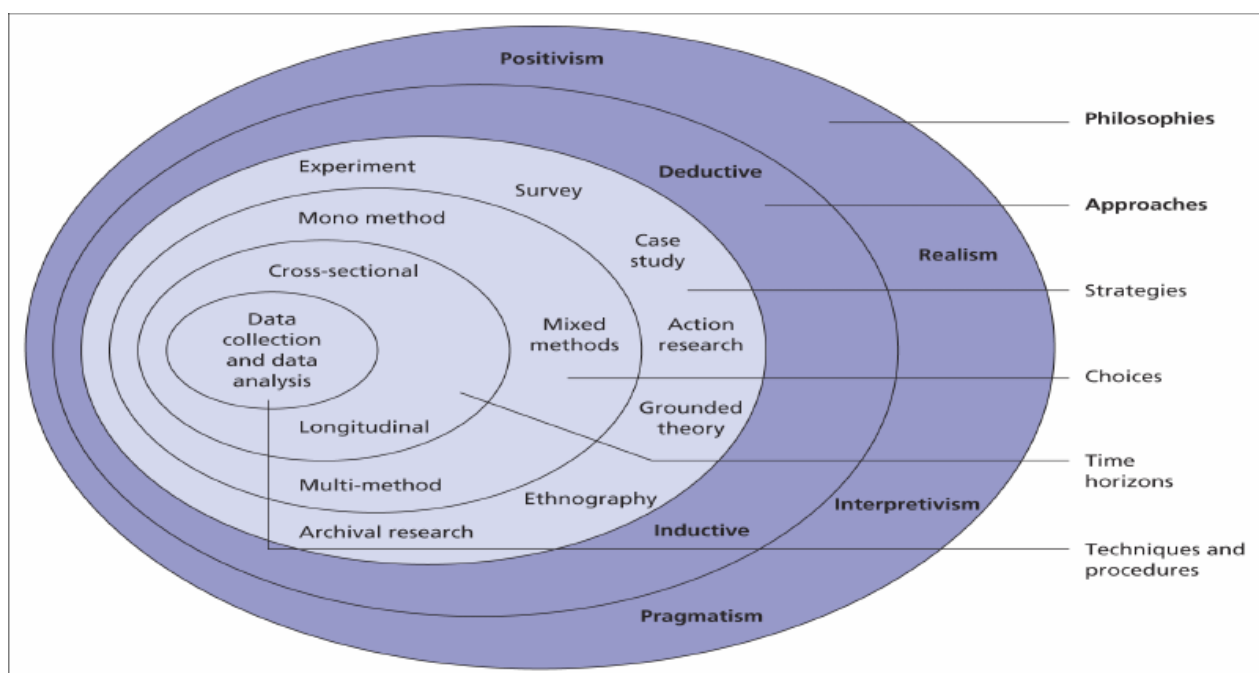 Positivism
Philosophies
Experiment
Survey
Deductive
Approaches
Mono method
Case
study
Realism
Cross-sectional
Strategies
Data
collection
and data
analysis
Mixed
methods
Action
research
Choices
Longitudinal
Grounded
theory
Time
horizons
Multi-method
Ethnography
Interpretivism
Archival research
Inductive
Techniques and
procedures
Pragmatism